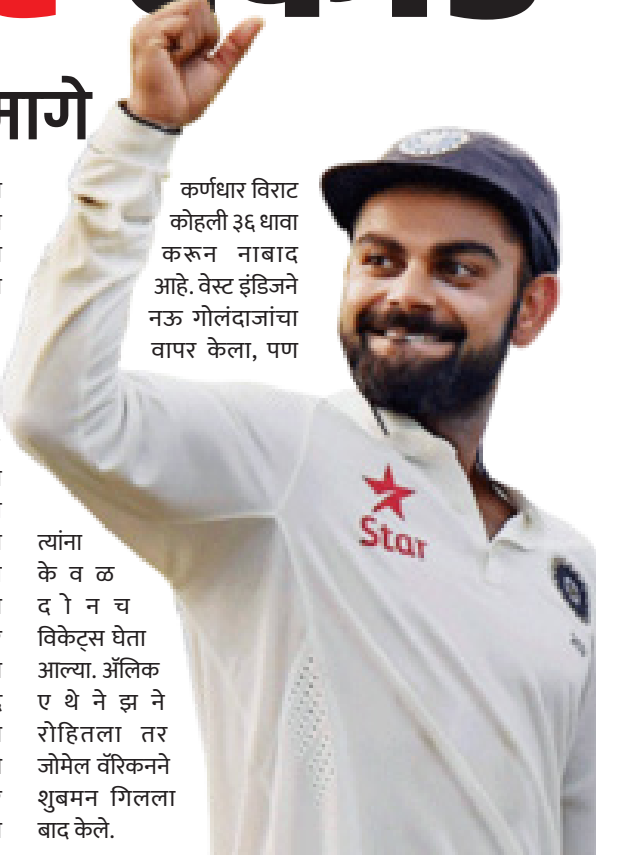 मागे
कर्णधार विराट
कोहली ३६ धावा
करून नाबाद
आहे. वेस्ट इंडिजने
नऊ गोलंदाजांचा
वापर केला, पण
Star
त्यांना
के व ळ
दो न च
विकेट्स घेता
आल्या. ॲलिक
ए थे ने झ ने
रोहितला तर
जोमेल वॅरिकनने
शुबमन गिलला
बाद केले.